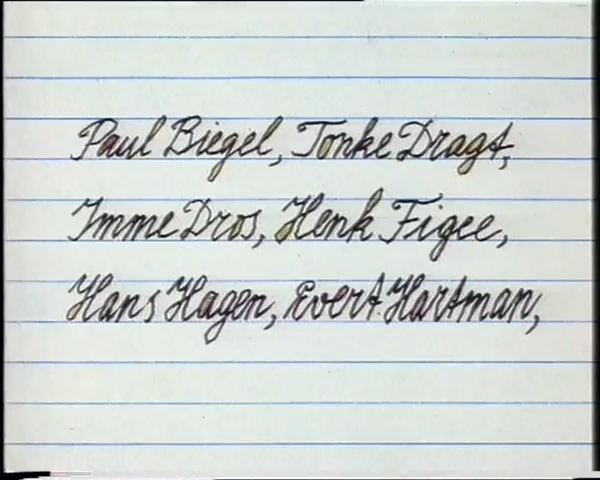 Paul Biegel, Tonke Dragt,
Imme Dros, Henk Figee,
Hans Hagen, Evert Hartman,